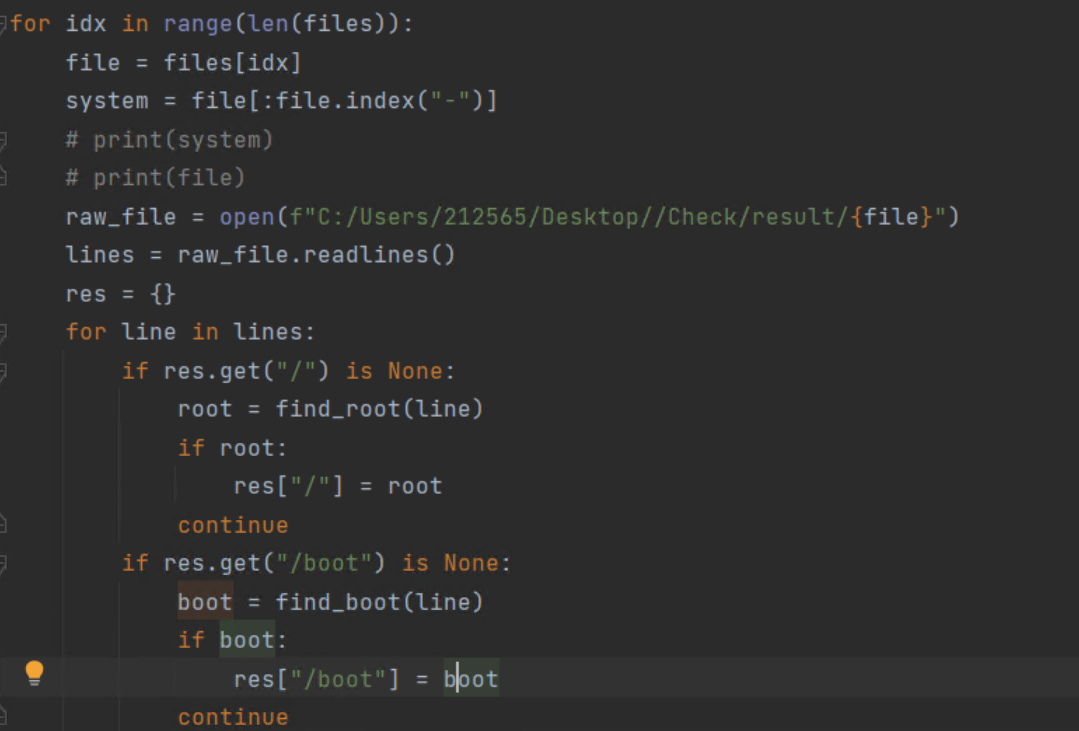 for idx in range(len(files)):
    file = files[idx]
    system = file[:file.index("-")]
    # print(system)
    # print(file)
    raw_file = open(f"C:/Users/212565/Desktop//Check/result/{file}")
    lines = raw_file.readlines()
    res = {}
    for line in lines:
        if res.get("/") is None:
            root = find_root(line)
            if root:
                res["/"] = root
            continue
        if res.get("/boot") is None:
            boot = find_boot(line)
            if boot:
                res["/boot"] = boot
            continue